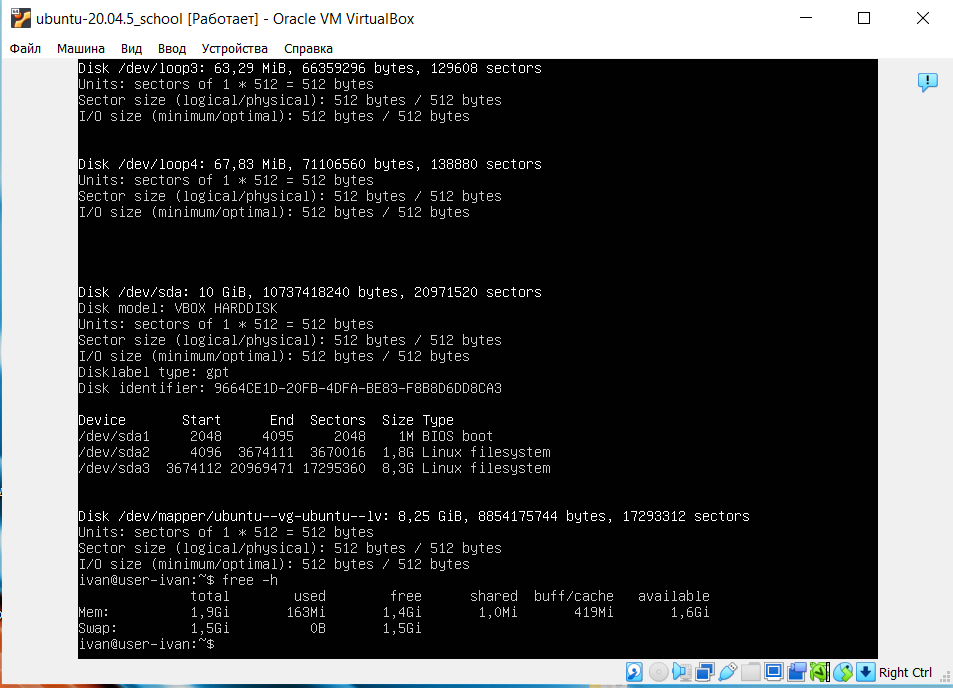 ubuntu-20.04.5_school [Работает] - Oracle VM VirtualBox
Файл Машина Вид Ввод Устройства Справка
Disk /dev/loop3: 63,29 MiB, 66359296 bytes, 129608 sectors
Units: sectors of 1 * 512 = 512 bytes
Sector size (logical/physical): 512 bytes / 512 bytes
I/O size (minimum/optimal): 512 bytes / 512 bytes
Disk /dev/loop4: 67,83 MiB, 71106560 bytes, 138880 sectors
Units: sectors of 1 * 512 = 512 bytes
Sector size (logical/physical): 512 bytes / 512 bytes
I/O size (minimum/optimal): 512 bytes / 512 bytes
Disk /dev/sda: 10 GiB, 10737418240 bytes, 20971520 sectors
Disk model: VBOX HARDDISK
Units: sectors of 1 * 512 = 512 bytes
Sector size (logical/physical): 512 bytes / 512 bytes
I/O size (minimum/optimal): 512 bytes / 512 bytes
Disklabel type: gpt
Disk identifier: 9664CE1D-20FB-4DFA-BE83-F8B8D6DD8CA3
Device Start End Sectors Size Type
/dev/sda1 2048 4095 2048 1M BIOS boot
/dev/sda2 4096 3674111 3670016 1,8G Linux filesystem
/dev/sda3 3674112 20969471 17295360 8,3G Linux filesystem
Disk /dev/mapper/ubuntu--vg-ubuntu--lv: 8,25 GiB, 8854175744 bytes, 17293312 sectors
Units: sectors of 1 * 512 = 512 bytes
Sector size (logical/physical): 512 bytes / 512 bytes
I/O size (minimum/optimal): 512 bytes / 512 bytes
ivan@user-ivan:~$ free -h
total used free shared buff/cache available
Mem: 1,9Gi 163Mi 1,4Gi 1,0Mi 419Mi 1,6Gi
Swap: 1,5Gi 0B 1,5Gi
ivan@user-ivan:~$
Right Ctrl